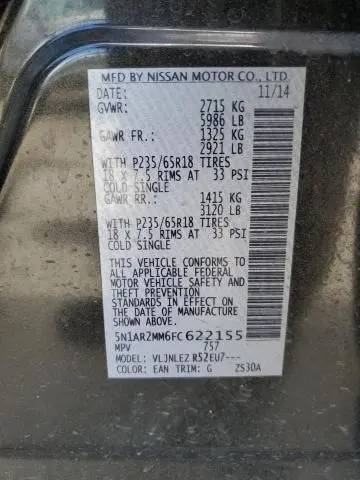 MFD BY NISSAN MOTOR CO., LTD.
DATE: 11/14
GVWR: 2715 KG
5986 LB
GAWR FR.: 1325 KG
2921 LB
WITH P235/65R18 TIRES
18 X 7.5 RIMS AT 33 PSI
COLD SINGLE
GAWR RR.: 1415 KG
3120 LB
WITH P235/65R18 TIRES
18 X 7.5 RIMS AT 33 PSI
COLD SINGLE
THIS VEHICLE CONFORMS TO
ALL APPLICABLE FEDERAL
MOTOR VEHICLE SAFETY
AND THEFT PREVENTION
STANDARDS IN EFFECT ON
THE DATE OF MANUFACTURE
SHOWN ABOVE.
5N1AR2MM6FC622155
MPV 757
MODEL: VLJNLEZ R52EU7---
COLOR: EAN TRIM: G ZS30A